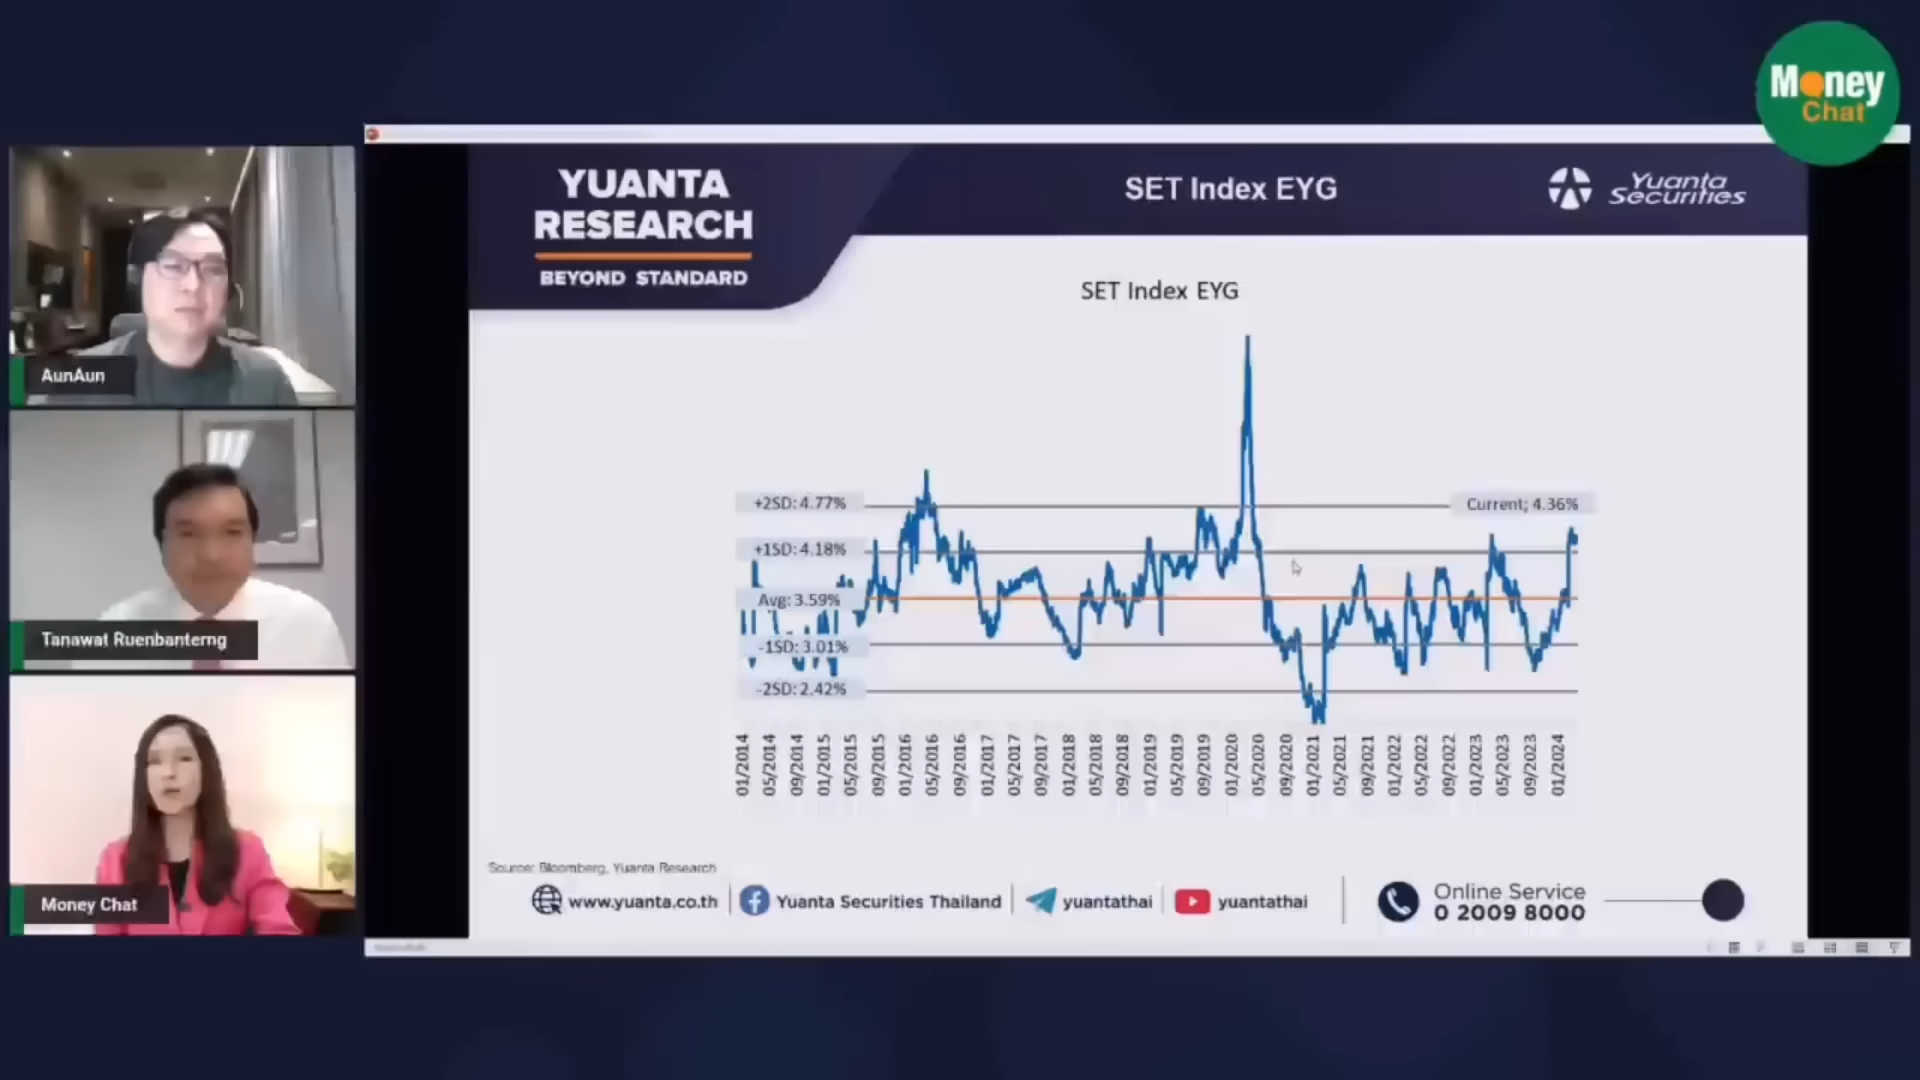 Money
Chat
YUANTA
RESEARCH
BEYOND STANDARD
SET Index EYG
Yuanta
Securities
SET Index EYG
+2SD: 4.77%
Current; 4.36%
+1SD: 4.18%
Avg: 3.59%
-1SD: 3.01%
-2SD: 2.42%
01/2014
05/2014
09/2014
01/2015
05/2015
09/2015
01/2016
05/2016
09/2016
01/2017
05/2017
09/2017
01/2018
05/2018
09/2018
01/2019
05/2019
09/2019
01/2020
05/2020
09/2020
01/2021
05/2021
09/2021
01/2022
05/2022
09/2022
01/2023
05/2023
09/2023
01/2024
Source: Bloomberg, Yuanta Research
www.yuanta.co.th
Yuanta Securities Thailand
yuantathai
yuantathai
Online Service
0 2009 8000
AunAun
Tanawat Ruenbanterng
Money Chat